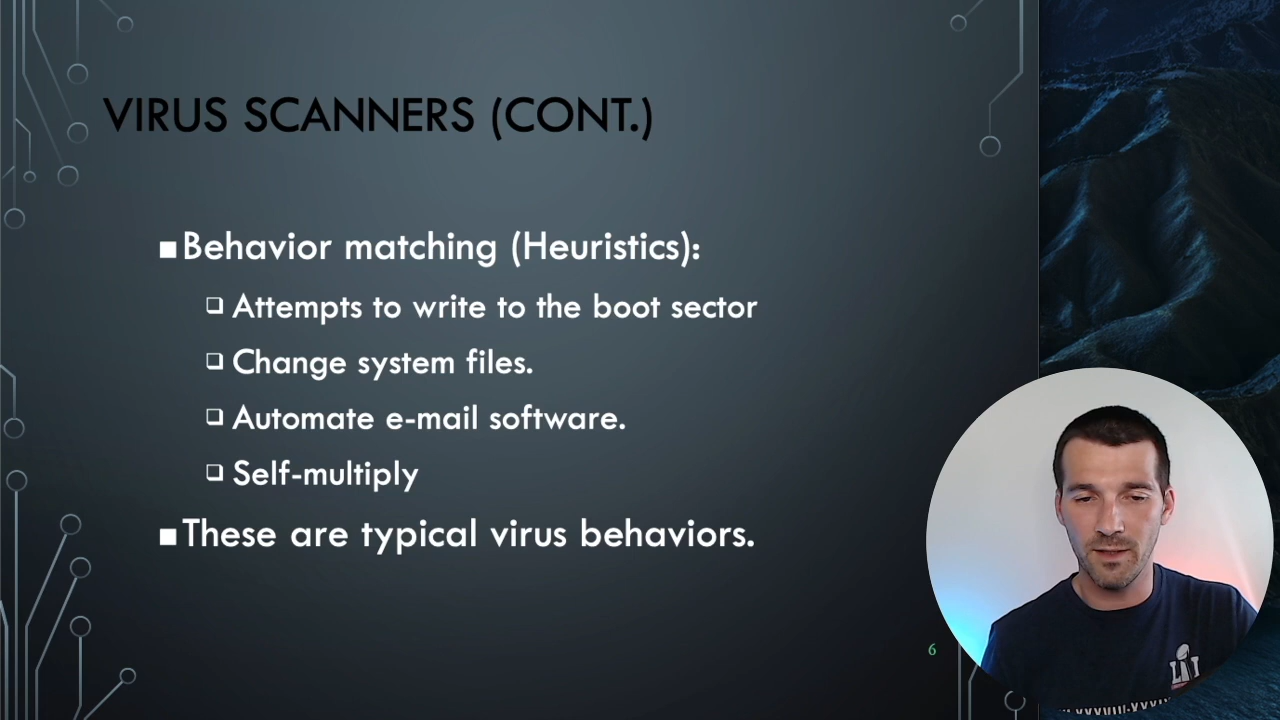 VIRUS SCANNERS (CONT.)
■Behavior matching (Heuristics):
❑ Attempts to write to the boot sector
❑ Change system files.
❑ Automate e-mail software.
❑ Self-multiply
■These are typical virus behaviors.
6
LI